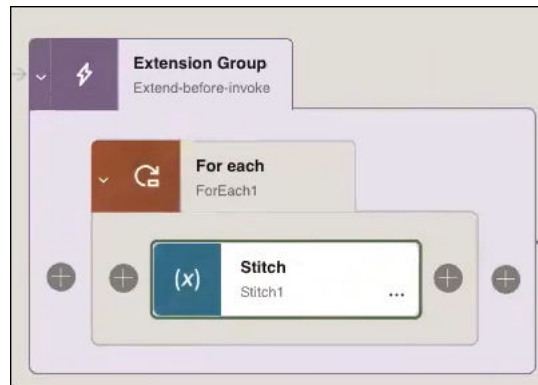 Extension Group
Extend-before-invoke
For each
ForEach1
(x)
Stitch
Stitch1
...